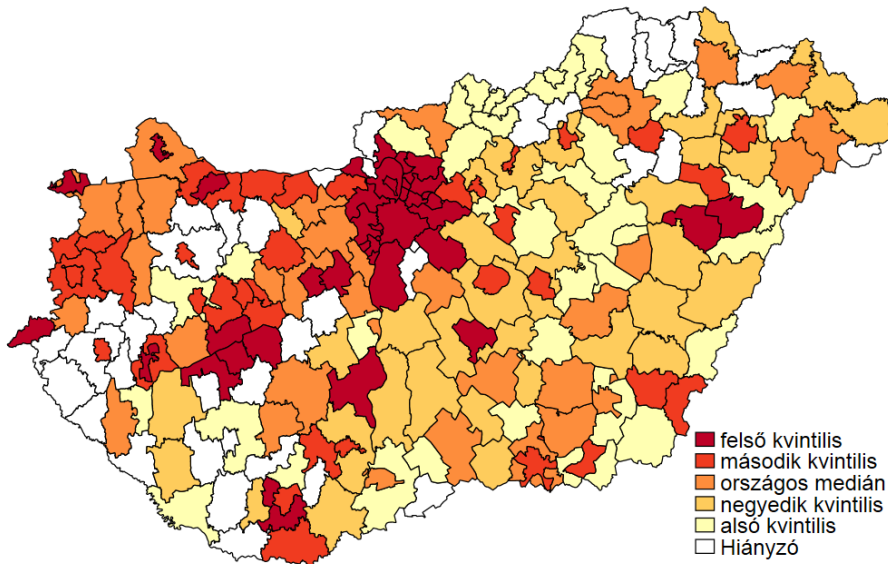 felső kvintilis
második kvintilis
országos medián
negyedik kvintilis
alsó kvintilis
Hiányzó